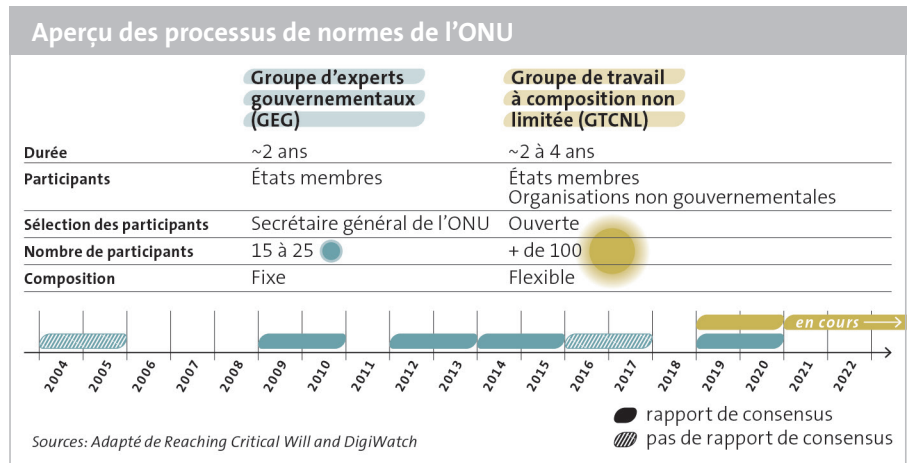 Aperçu des processus de normes de l’ONU
Groupe d’experts
gouvernementaux
(GEG)
Groupe de travail
à composition non
limitée (GTCNL)
Durée ~2 ans ~2 à 4 ans
Participants États membres États membres
Organisations non gouvernementales
Sélection des participants Secrétaire général de l’ONU Ouverte
Nombre de participants 15 à 25 + de 100
Composition Fixe Flexible
en cours
2004 2005 2006 2007 2008 2009 2010 2011 2012 2013 2014 2015 2016 2017 2018 2019 2020 2021 2022
rapport de consensus
pas de rapport de consensus
Sources: Adapté de Reaching Critical Will and DigiWatch